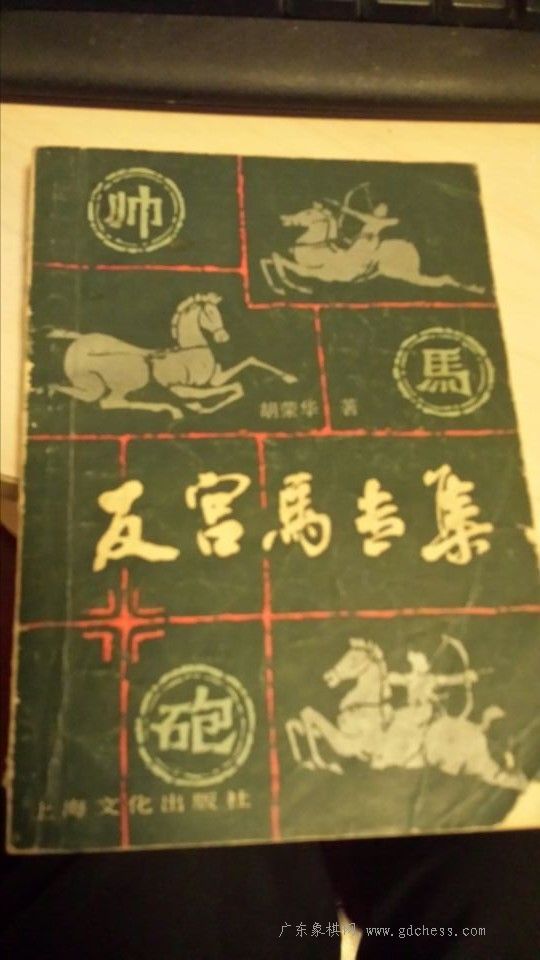 帅
馬
胡荣华 著
反宫馬专集
砲
上海文化出版社
广东象棋网 www.gdchess.com